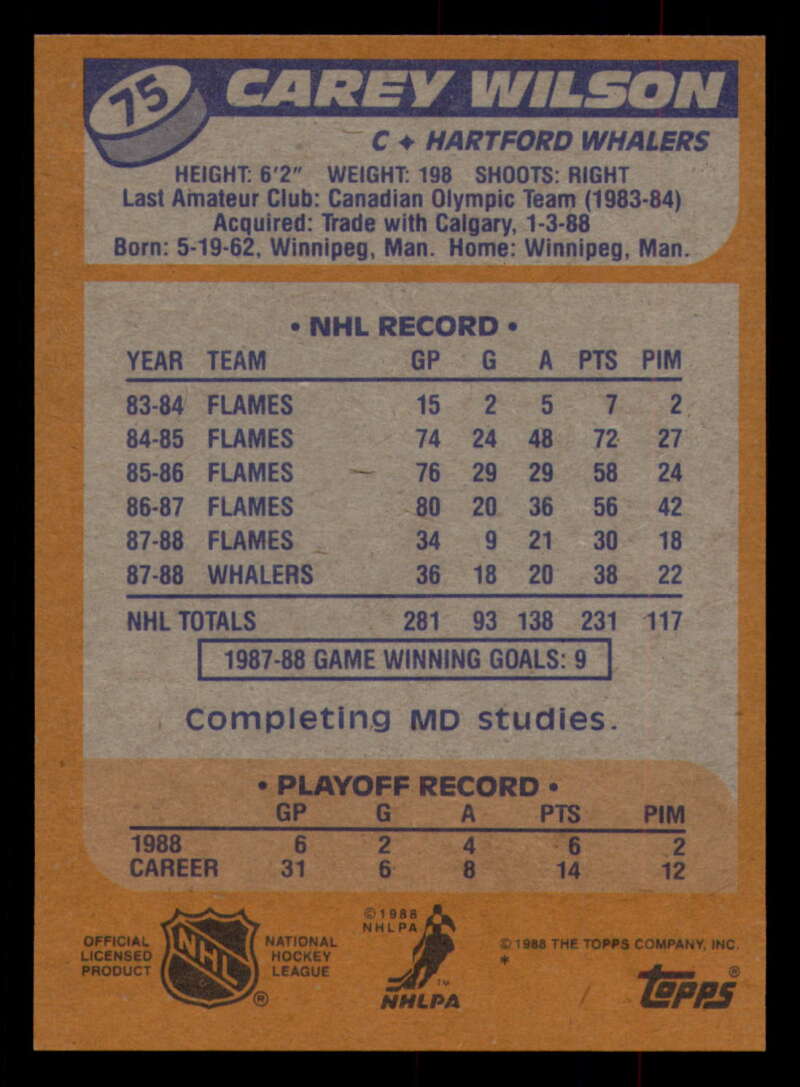 75
CAREY WILSON
C ✦ HARTFORD WHALERS
HEIGHT: 6'2" WEIGHT: 198 SHOOTS: RIGHT
Last Amateur Club: Canadian Olympic Team (1983-84)
Acquired: Trade with Calgary, 1-3-88
Born: 5-19-62, Winnipeg, Man. Home: Winnipeg, Man.
• NHL RECORD •
YEAR TEAM GP G A PTS PIM
83-84 FLAMES 15 2 5 7 2
84-85 FLAMES 74 24 48 72 27
85-86 FLAMES 76 29 29 58 24
86-87 FLAMES 80 20 36 56 42
87-88 FLAMES 34 9 21 30 18
87-88 WHALERS 36 18 20 38 22
NHL TOTALS 281 93 138 231 117
1987-88 GAME WINNING GOALS: 9
Completing MD studies.
• PLAYOFF RECORD •
GP G A PTS PIM
1988 6 2 4 6 2
CAREER 31 6 8 14 12
OFFICIAL
LICENSED
PRODUCT
NHL
®
NATIONAL
HOCKEY
LEAGUE
©1988
NHLPA
TM
NHLPA
© 1988 THE TOPPS COMPANY, INC.
*
topps®